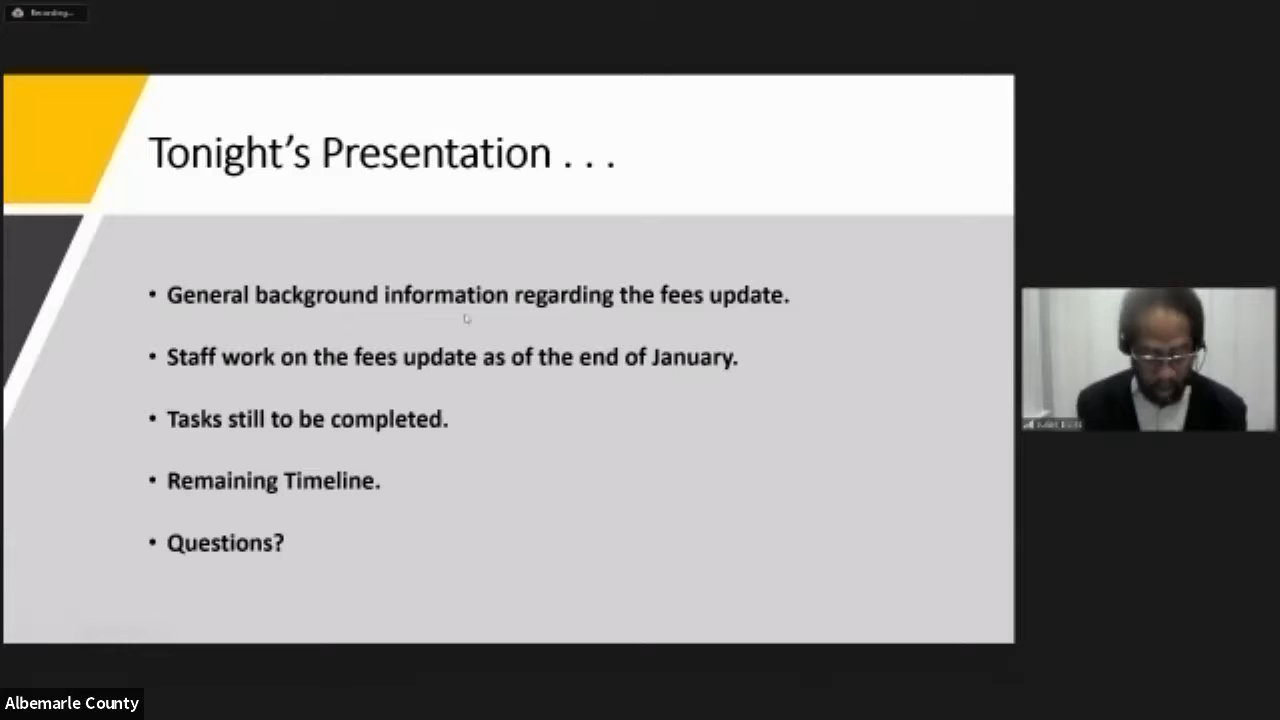 Recording...
Tonight's Presentation . . .
• General background information regarding the fees update.
• Staff work on the fees update as of the end of January.
• Tasks still to be completed.
• Remaining Timeline.
• Questions?
Albemarle County